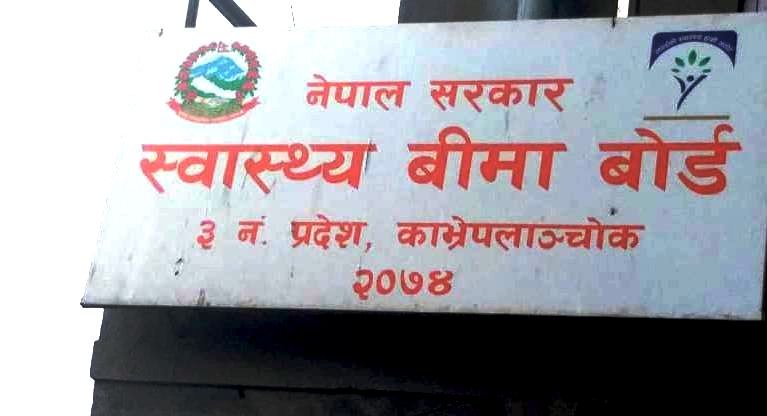 नेपाल सरकार
स्वास्थ्य बीमा बोर्ड
३ नं. प्रदेश, काभ्रेपलाञ्चोक
२०७४